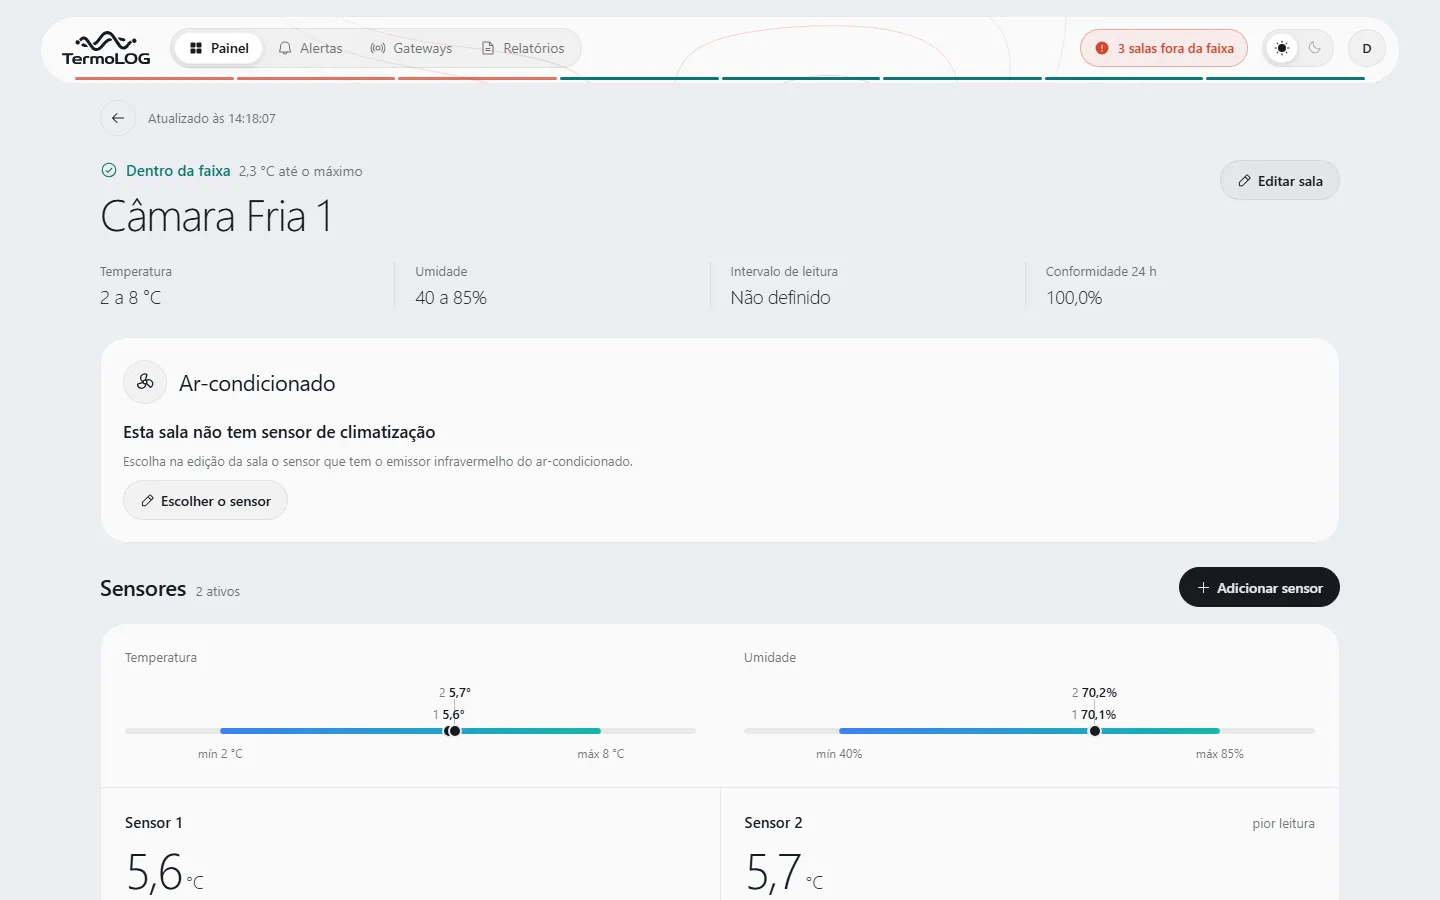 TermoLOG
Painel
Alertas
Gateways
Relatórios
3 salas fora da faixa
D
Atualizado às 14:18:07
Dentro da faixa 2,3 °C até o máximo
Editar sala
Câmara Fria 1
Temperatura
2 a 8 °C
Umidade
40 a 85%
Intervalo de leitura
Não definido
Conformidade 24 h
100,0%
Ar-condicionado
Esta sala não tem sensor de climatização
Escolha na edição da sala o sensor que tem o emissor infravermelho do ar-condicionado.
Escolher o sensor
Sensores 2 ativos
Adicionar sensor
Temperatura
2 5,7°
1 5,6°
mín 2 °C
máx 8 °C
Umidade
2 70,2%
1 70,1%
mín 40%
máx 85%
Sensor 1
5,6 °C
Sensor 2
pior leitura
5,7 °C